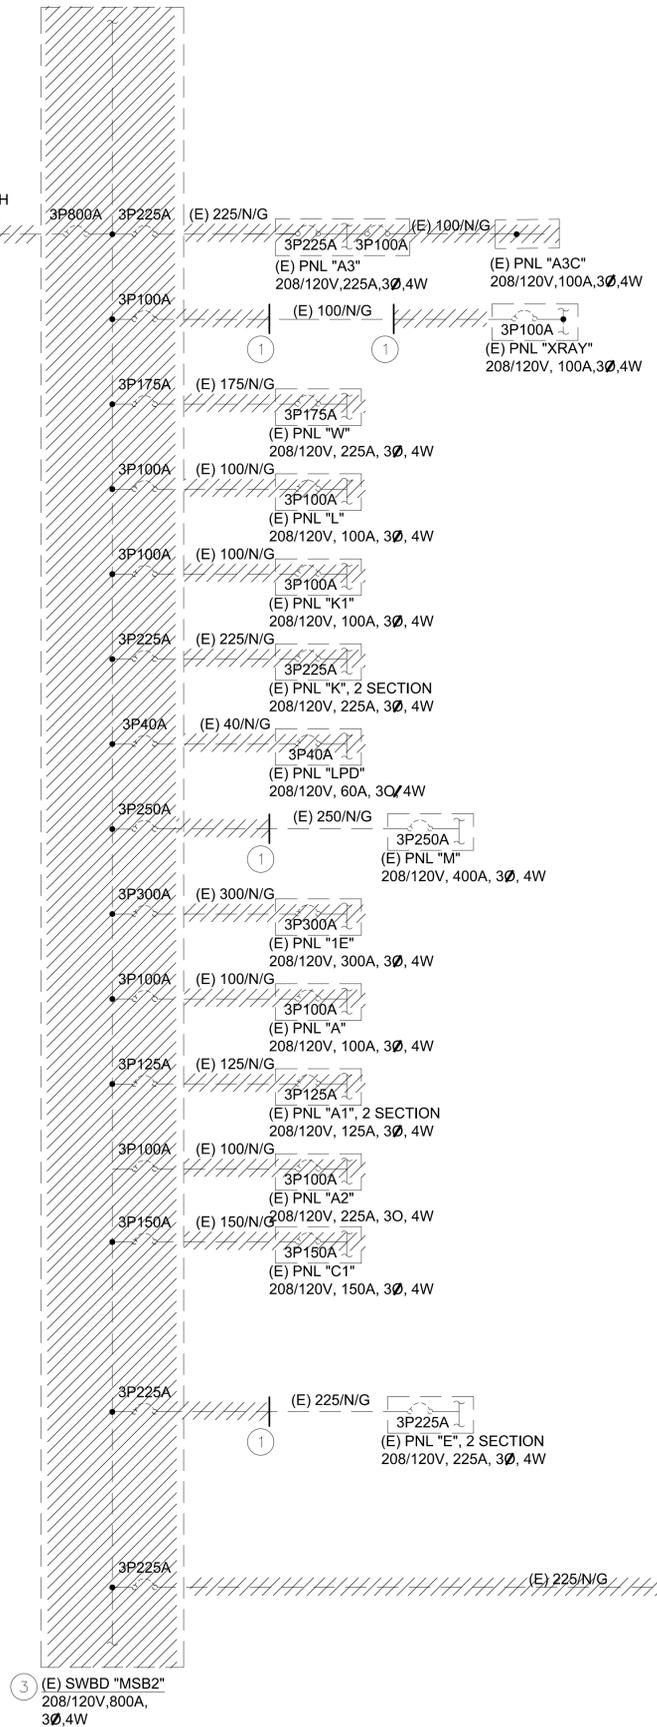 H
3P800A 3P225A (E) 225/N/G (E) 100/N/G
3P225A 3P100A
(E) PNL "A3"
208/120V,225A,3Ø,4W
(E) PNL "A3C"
208/120V,100A,3Ø,4W
3P100A (E) 100/N/G
3P100A
1 1
(E) PNL "XRAY"
208/120V, 100A,3Ø,4W
3P175A (E) 175/N/G
3P175A
(E) PNL "W"
208/120V, 225A, 3Ø, 4W
3P100A (E) 100/N/G
3P100A
(E) PNL "L"
208/120V, 100A, 3Ø, 4W
3P100A (E) 100/N/G
3P100A
(E) PNL "K1"
208/120V, 100A, 3Ø, 4W
3P225A (E) 225/N/G
3P225A
(E) PNL "K", 2 SECTION
208/120V, 225A, 3Ø, 4W
3P40A (E) 40/N/G
3P40A
(E) PNL "LPD"
208/120V, 60A, 3Ø, 4W
3P250A (E) 250/N/G
3P250A
1
(E) PNL "M"
208/120V, 400A, 3Ø, 4W
3P300A (E) 300/N/G
3P300A
(E) PNL "1E"
208/120V, 300A, 3Ø, 4W
3P100A (E) 100/N/G
3P100A
(E) PNL "A"
208/120V, 100A, 3Ø, 4W
3P125A (E) 125/N/G
3P125A
(E) PNL "A1", 2 SECTION
208/120V, 125A, 3Ø, 4W
3P100A (E) 100/N/G
3P100A
(E) PNL "A2"
208/120V, 225A, 3O, 4W
3P150A (E) 150/N/G
3P150A
(E) PNL "C1"
208/120V, 150A, 3Ø, 4W
3P225A (E) 225/N/G
3P225A
1
(E) PNL "E", 2 SECTION
208/120V, 225A, 3Ø, 4W
3P225A (E) 225/N/G
3 (E) SWBD "MSB2"
208/120V,800A,
3Ø,4W